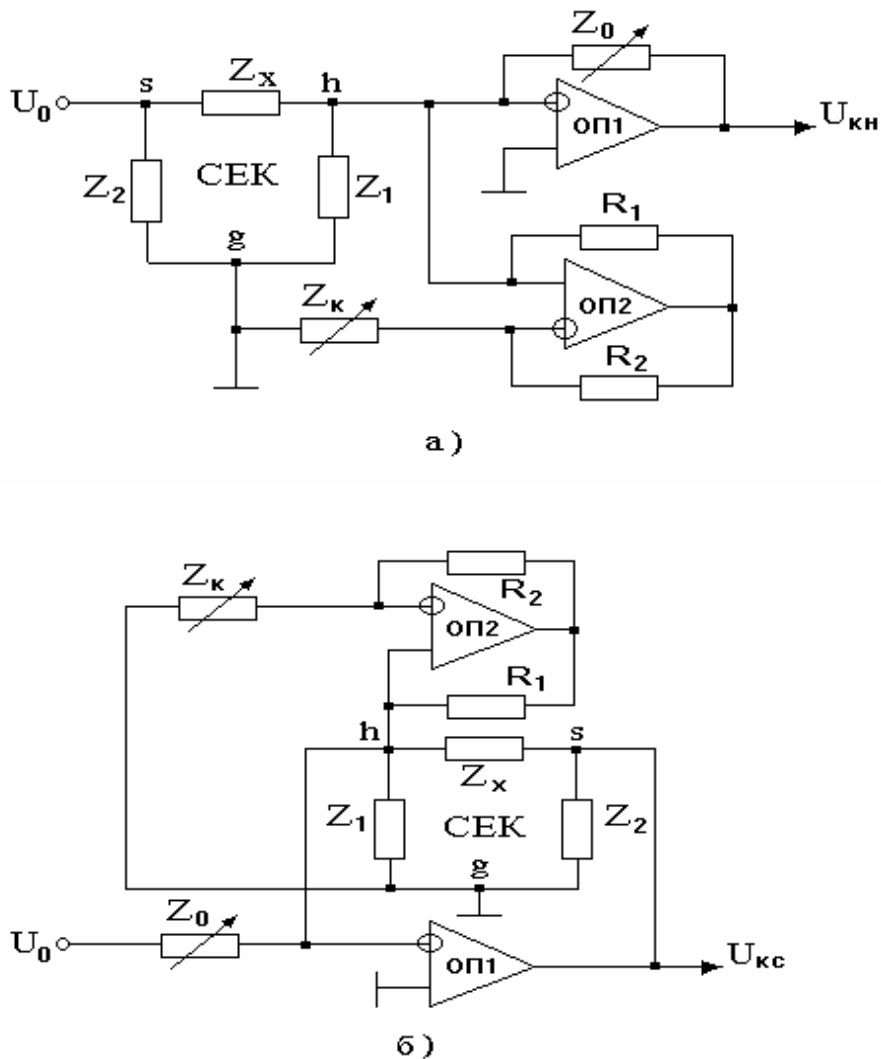 Z₀
s
Zₓ
h
U₀
ОП1
Uкн
СЕК
Z₂
Z₁
R₁
g
Zк
ОП2
R₂
а)
Zк
R₂
ОП2
R₁
h
s
Zₓ
Z₁
СЕК
Z₂
g
Z₀
U₀
ОП1
Uкс
б)